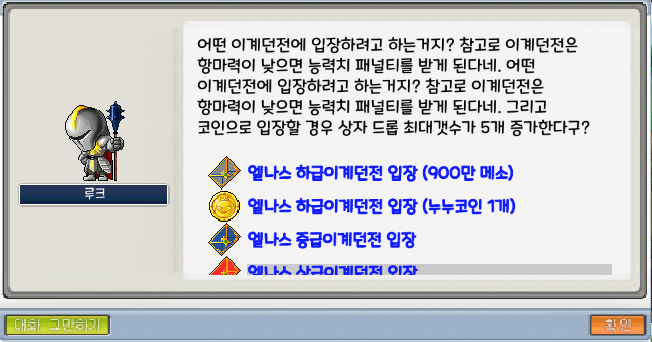 어떤 이계던전에 입장하려고 하는거지? 참고로 이계던전은
항마력이 낮으면 능력치 패널티를 받게 된다네. 어떤
이계던전에 입장하려고 하는거지? 참고로 이계던전은
항마력이 낮으면 능력치 패널티를 받게 된다네. 그리고
코인으로 입장할 경우 상자 드롭 최대갯수가 5개 증가한다구?
엘나스 하급이계던전 입장 (900만 메소)
엘나스 하급이계던전 입장 (누누코인 1개)
엘나스 중급이계던전 입장
엘나스 상급이계던전 입장
루크
대화 그만하기
확인